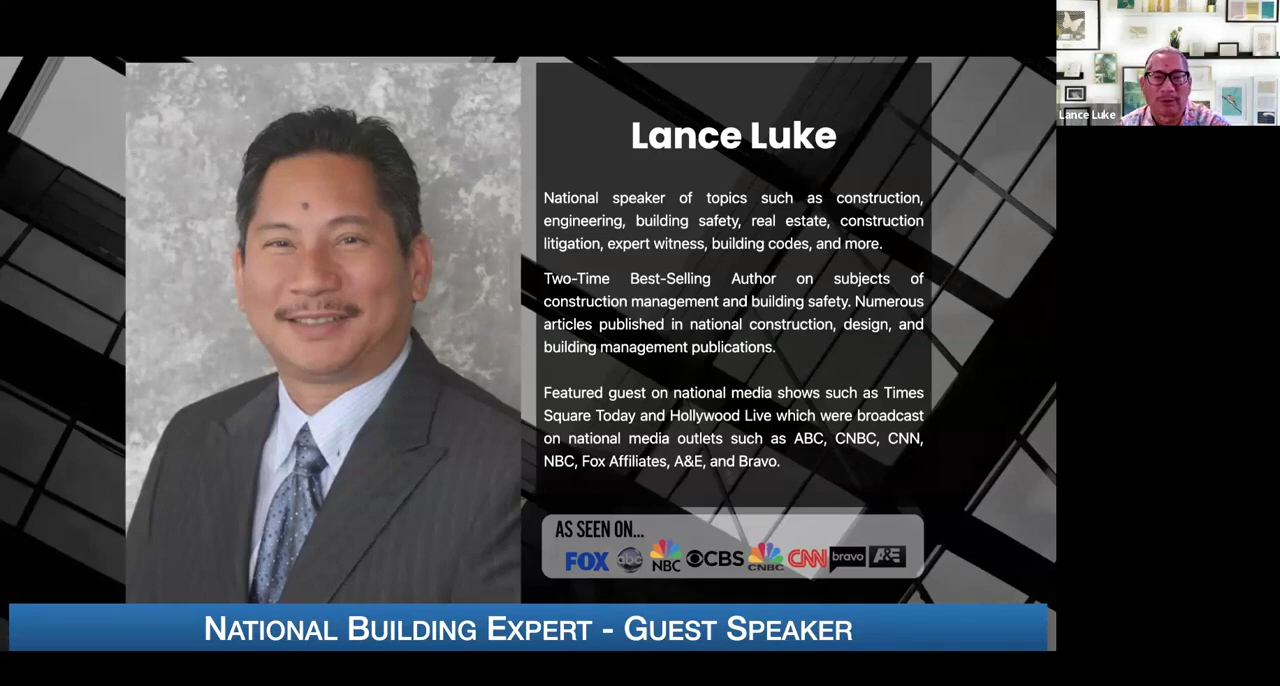 Lance Luke
National speaker of topics such as construction,
engineering, building safety, real estate, construction
litigation, expert witness, building codes, and more.
Two-Time Best-Selling Author on subjects of
construction management and building safety. Numerous
articles published in national construction, design, and
building management publications.
Featured guest on national media shows such as Times
Square Today and Hollywood Live which were broadcast
on national media outlets such as ABC, CNBC, CNN,
NBC, Fox Affiliates, A&E, and Bravo.
AS SEEN ON...
FOX abc NBC CBS CNBC CNN bravo A&E
NATIONAL BUILDING EXPERT - GUEST SPEAKER
Lance Luke